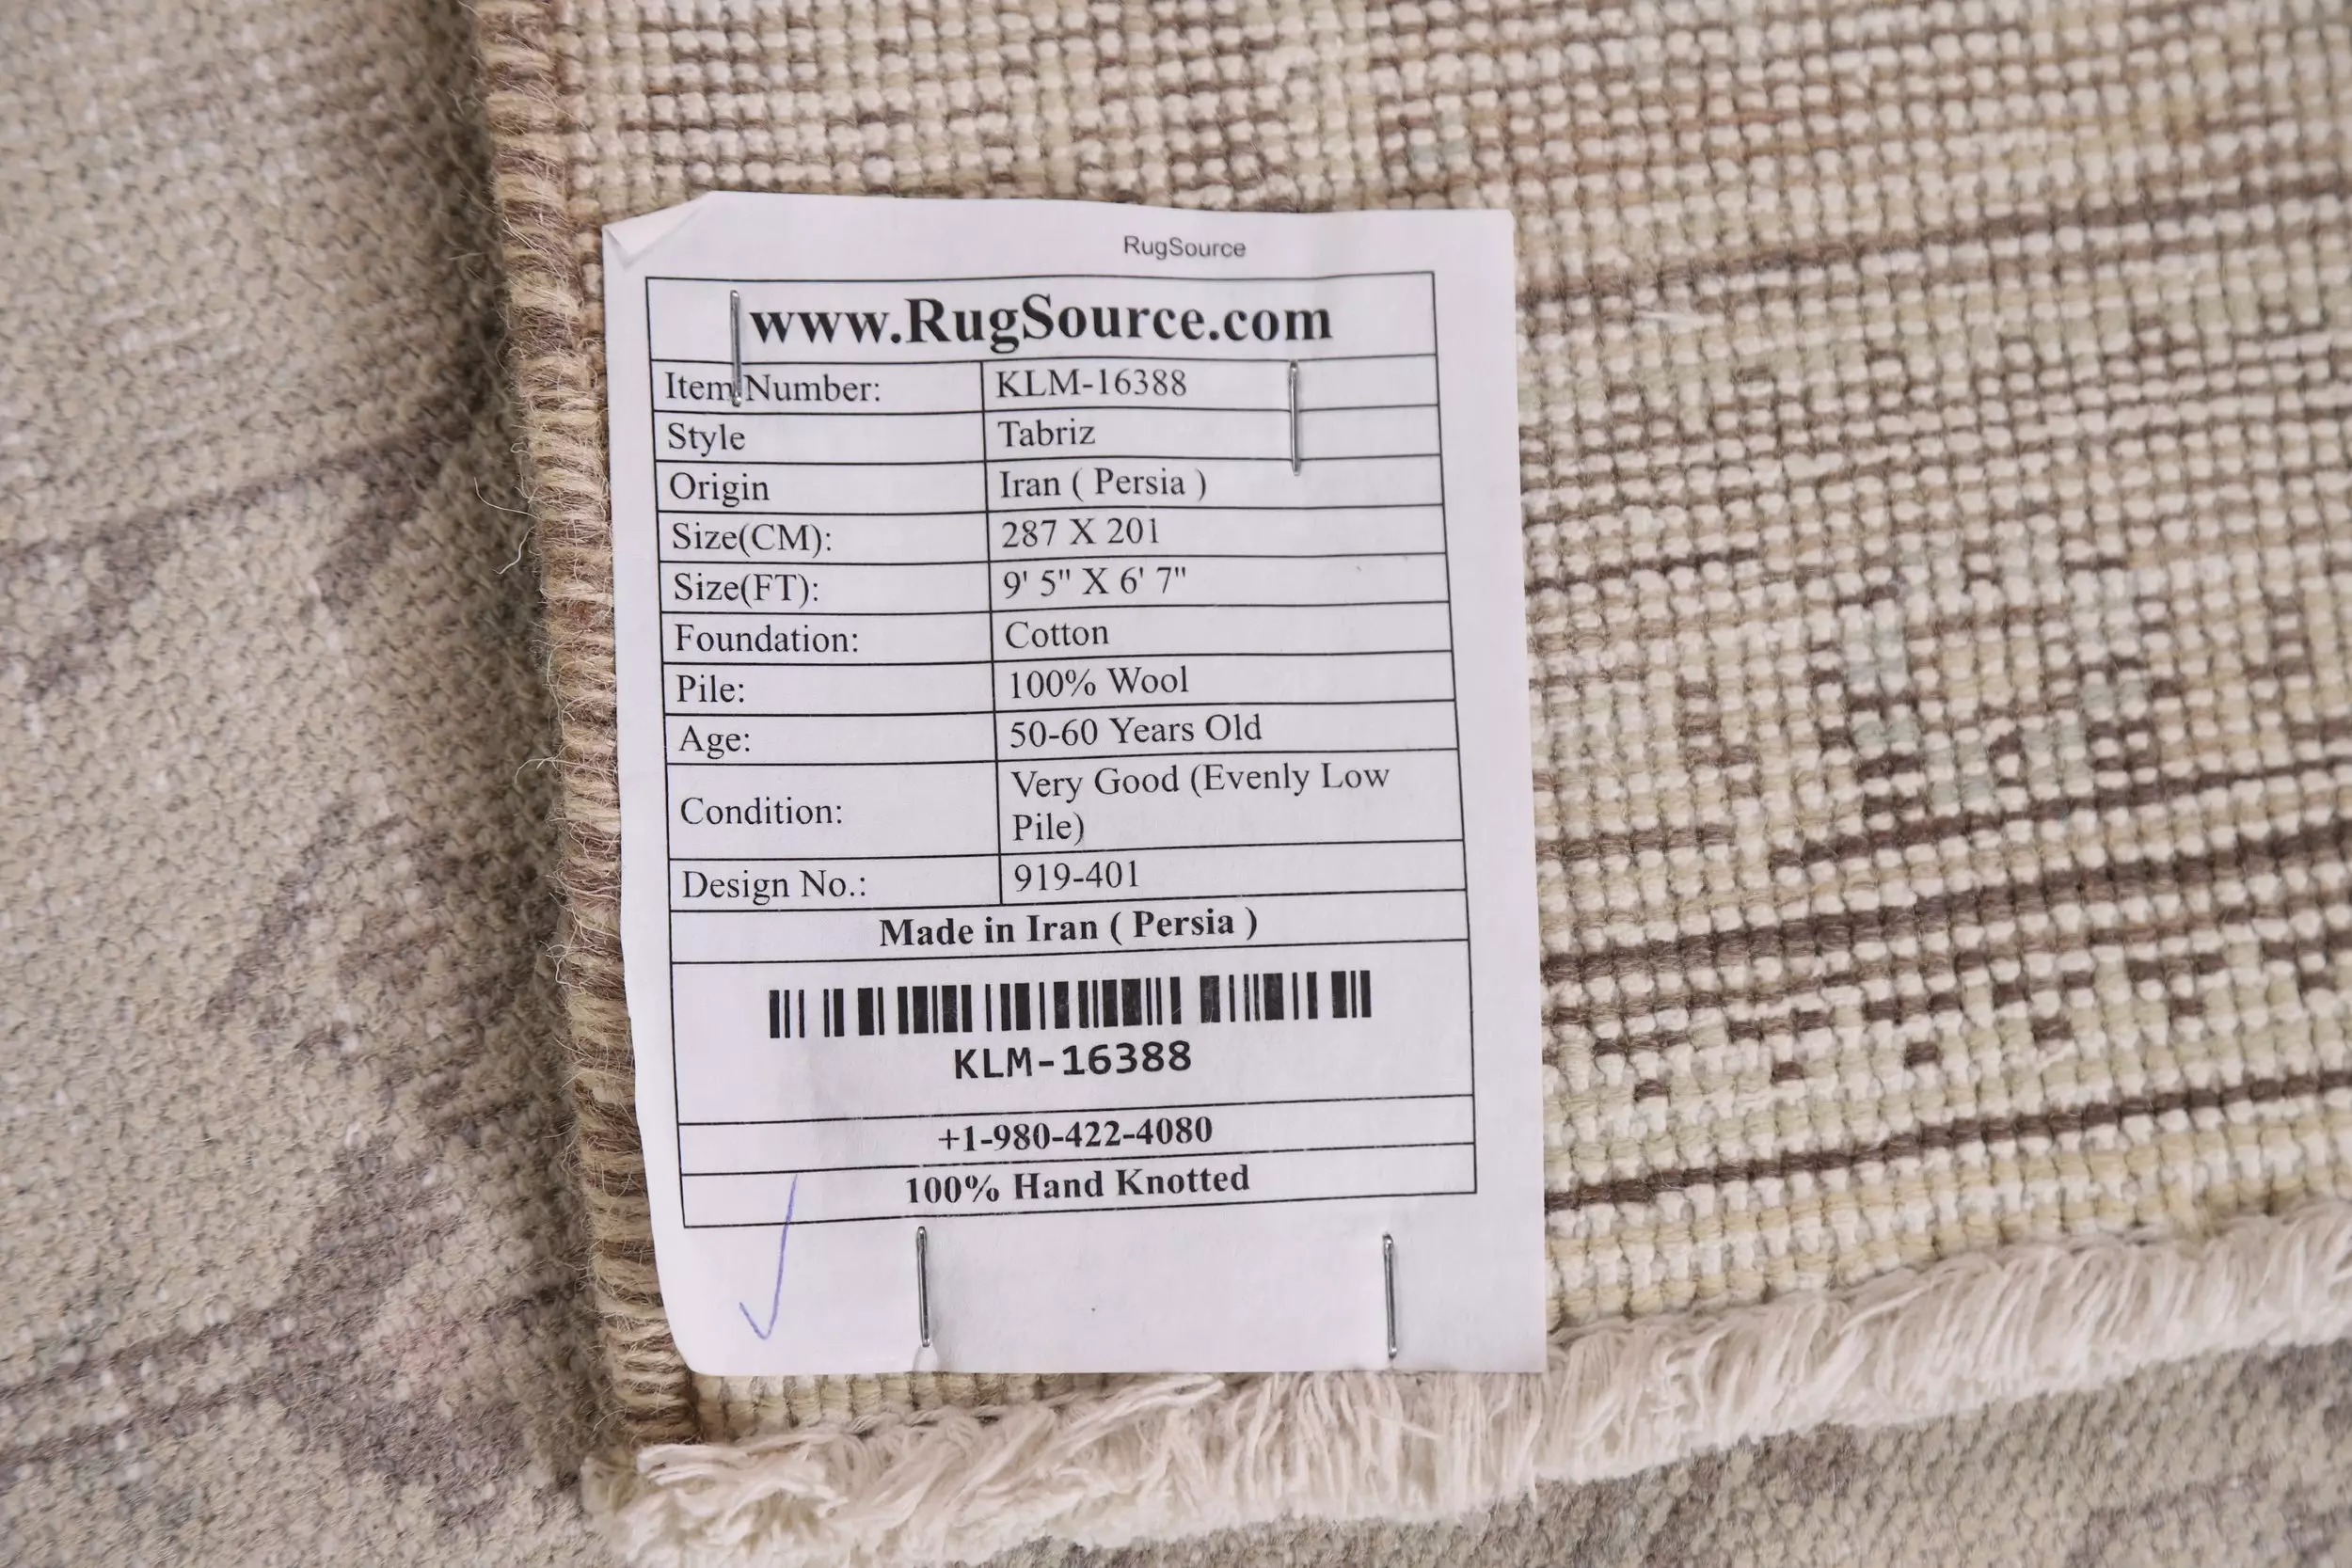 RugSource
www.RugSource.com
Item Number: KLM-16388
Style Tabriz
Origin Iran ( Persia )
Size(CM): 287 X 201
Size(FT): 9' 5" X 6' 7"
Foundation: Cotton
Pile: 100% Wool
Age: 50-60 Years Old
Condition: Very Good (Evenly Low
Pile)
Design No.: 919-401
Made in Iran ( Persia )
KLM-16388
+1-980-422-4080
100% Hand Knotted